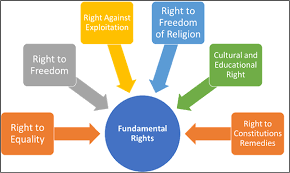 Right Against
Exploitation
Right to
Freedom
of Religion
Right to
Freedom
Cultural and
Educational
Right
Right to
Equality
Fundamental
Rights
Right to
Constitutions
Remedies